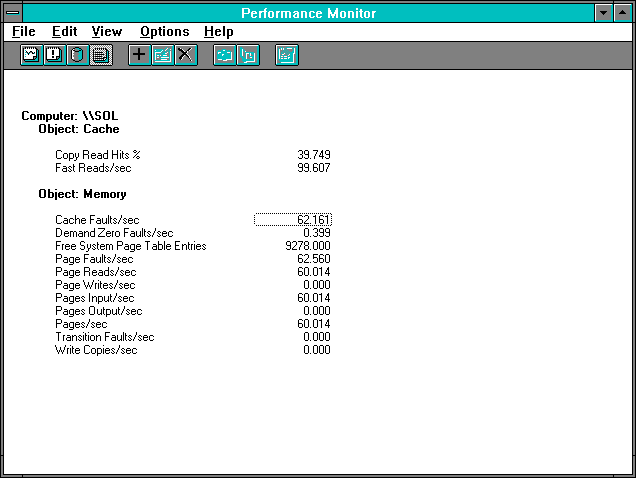 Performance Monitor
File Edit View Options Help
Computer: \\SOL
Object: Cache
Copy Read Hits % 39.749
Fast Reads/sec 99.607
Object: Memory
Cache Faults/sec 62.161
Demand Zero Faults/sec 0.399
Free System Page Table Entries 9278.000
Page Faults/sec 62.560
Page Reads/sec 60.014
Page Writes/sec 0.000
Pages Input/sec 60.014
Pages Output/sec 0.000
Pages/sec 60.014
Transition Faults/sec 0.000
Write Copies/sec 0.000